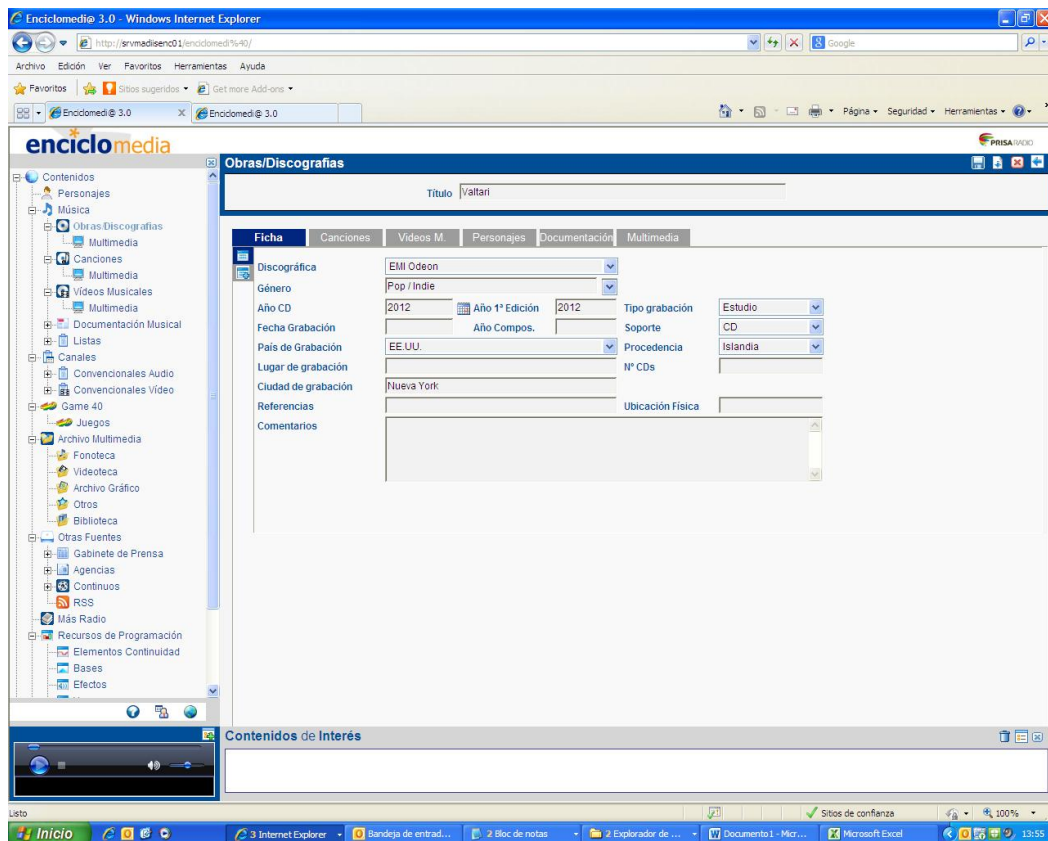 Enciclomedi@ 3.0 - Windows Internet Explorer
http://srvmadiisenc01/enciclomedi%40/
Google
Archivo Edición Ver Favoritos Herramientas Ayuda
Favoritos Sitios sugeridos Get more Add-ons
Enciclomedi@ 3.0 X Enciclomedi@ 3.0 Página Seguridad Herramientas
enciclomedia PRISA RADIO
Obras/Discografias
Título Valtari
Contenidos
Personajes
Música
Obras/Discografías
Multimedia
Canciones
Multimedia
Vídeos Musicales
Multimedia
Documentación Musical
Listas
Canales
Convencionales Audio
Convencionales Vídeo
Game 40
Juegos
Archivo Multimedia
Fonoteca
Videoteca
Archivo Gráfico
Otros
Biblioteca
Otras Fuentes
Gabinete de Prensa
Agencias
Continuos
RSS
Más Radio
Recursos de Programación
Elementos Continuidad
Bases
Efectos
Ficha Canciones Videos M. Personajes Documentación Multimedia
Discográfica EMI Odeon
Género Pop / Indie
Año CD 2012 Año 1ª Edición 2012 Tipo grabación Estudio
Fecha Grabación Año Compos. Soporte CD
País de Grabación EE.UU. Procedencia Islandia
Lugar de grabación Nº CDs
Ciudad de grabación Nueva York
Referencias Ubicación Física
Comentarios
Contenidos de Interés
Listo Sitios de confianza 100%
Inicio 3 Internet Explorer Bandeja de entrad... 2 Bloc de notas 2 Explorador de ... Documento1 - Micr... Microsoft Excel 13:55